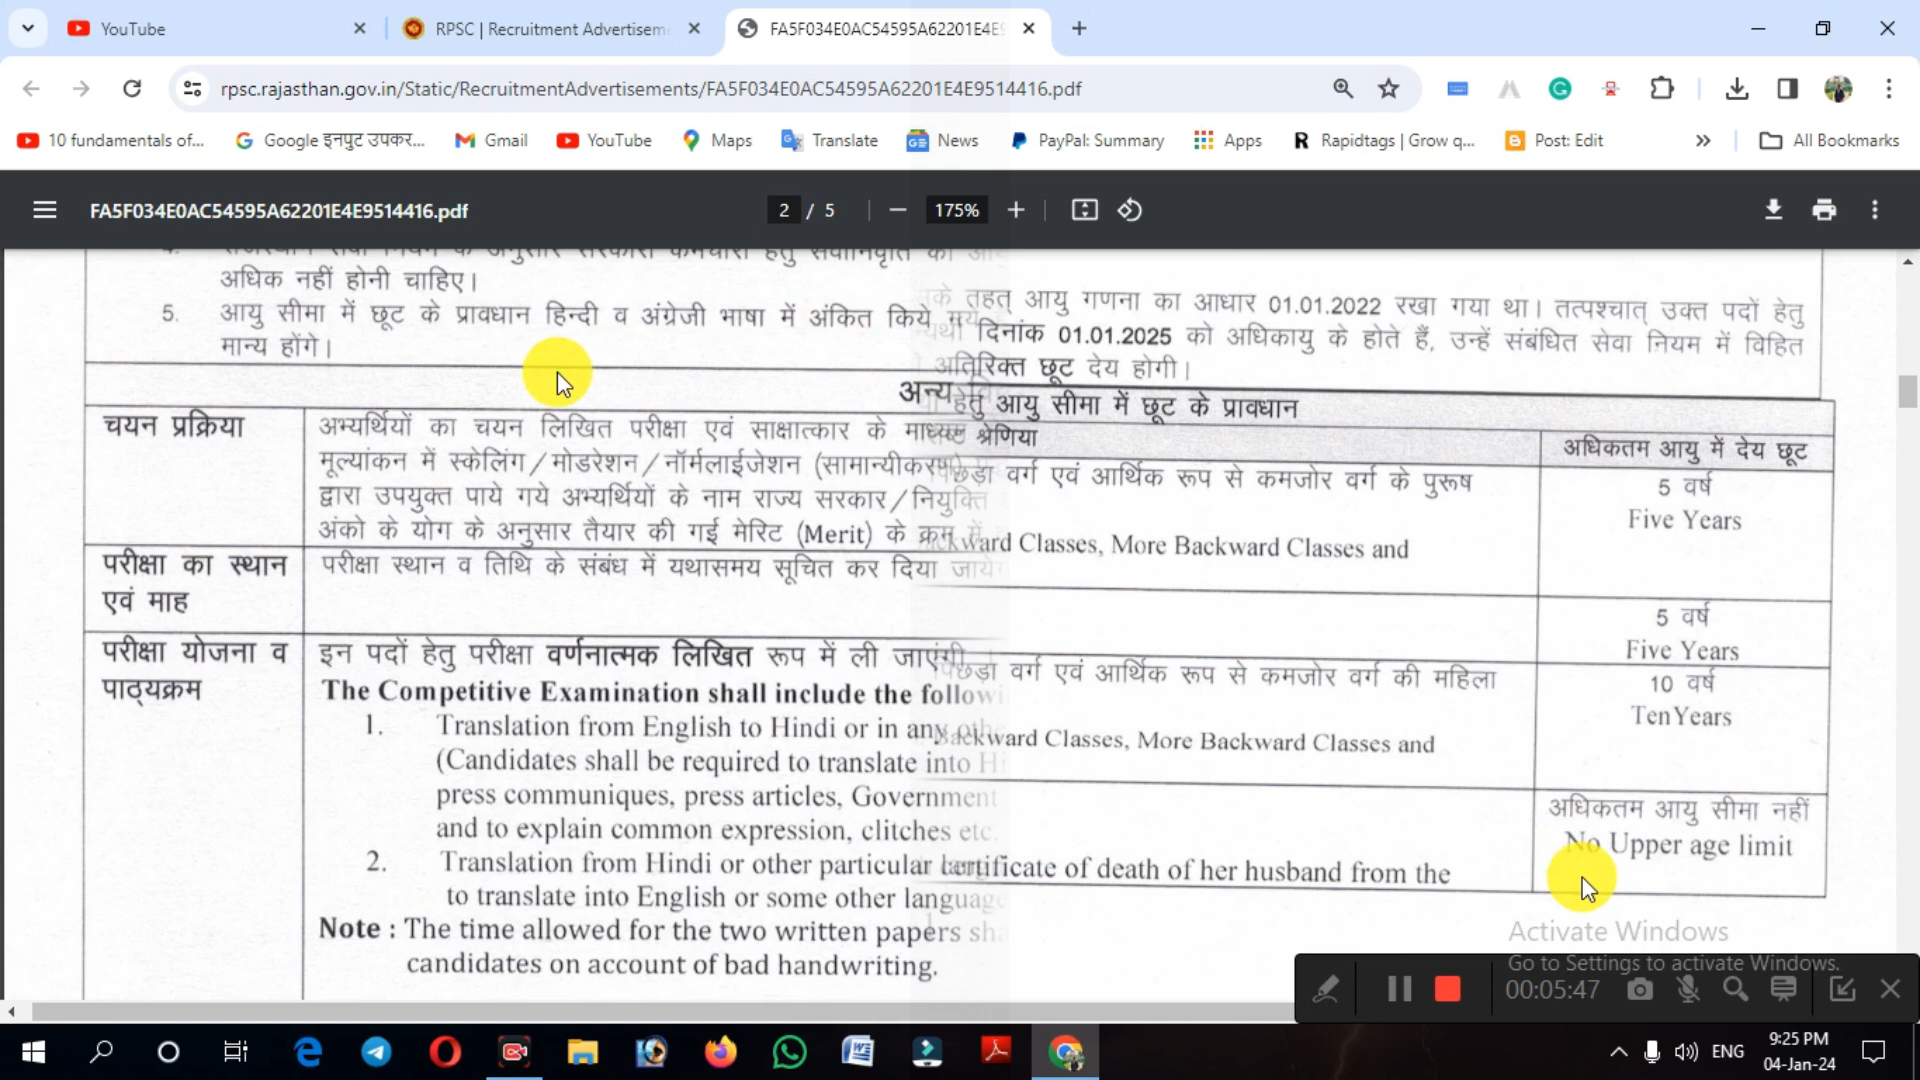 YouTube
RPSC | Recruitment Advertisem
FA5F034E0AC54595A62201E4E9
rpsc.rajasthan.gov.in/Static/RecruitmentAdvertisements/FA5F034E0AC54595A62201E4E9514416.pdf
10 fundamentals of...
Google इनपुट उपकर...
Gmail
YouTube
Maps
Translate
News
PayPal: Summary
Apps
Rapidtags | Grow q...
Post: Edit
All Bookmarks
FA5F034E0AC54595A62201E4E9514416.pdf
2 / 5
175%
अधिक नहीं होनी चाहिए।
5. आयु सीमा में छूट के प्रावधान हिन्दी व अंग्रेजी भाषा में अंकित किये
मान्य होंगे।
के तहत् आयु गणना का आधार 01.01.2022 रखा गया था। तत्पश्चात् उक्त पदों हेतु
दिनांक 01.01.2025 को अधिकायु के होते हैं, उन्हें संबंधित सेवा नियम में विहित
अतिरिक्त छूट देय होगी।
अन्य
हेतु आयु सीमा में छूट के प्रावधान
श्रेणिया
अधिकतम आयु में देय छूट
चयन प्रक्रिया
अभ्यर्थियों का चयन लिखित परीक्षा एवं साक्षात्कार के
मूल्यांकन में स्केलिंग/मोडरेशन/नॉर्मलाईजेशन (सामान्यीकरण
द्वारा उपयुक्त पाये गये अभ्यर्थियों के नाम राज्य सरकार/नियुक्ति
अंको के योग के अनुसार तैयार की गई मेरिट (Merit) के क्रम में
वर्ग एवं आर्थिक रूप से कमजोर वर्ग के पुरूष
ward Classes, More Backward Classes and
5 वर्ष
Five Years
परीक्षा का स्थान
एवं माह
परीक्षा स्थान व तिथि के संबंध में यथासमय सूचित कर दिया
5 वर्ष
Five Years
परीक्षा योजना व
पाठ्यक्रम
इन पदों हेतु परीक्षा वर्णनात्मक लिखित रूप में ली जाएंगी
The Competitive Examination shall include the followi
1. Translation from English to Hindi or in any
(Candidates shall be required to translate into
press communiques, press articles, Government
and to explain common expression, clitches etc.
2. Translation from Hindi or other particular
to translate into English or some other language
Note : The time allowed for the two written papers
candidates on account of bad handwriting.
वर्ग एवं आर्थिक रूप से कमजोर वर्ग की महिला
Backward Classes, More Backward Classes and
10 वर्ष
TenYears
certificate of death of her husband from the
अधिकतम आयु सीमा नहीं
No Upper age limit
Activate Windows
Go to Settings to activate Windows.
00:05:47
ENG
9:25 PM
04-Jan-24